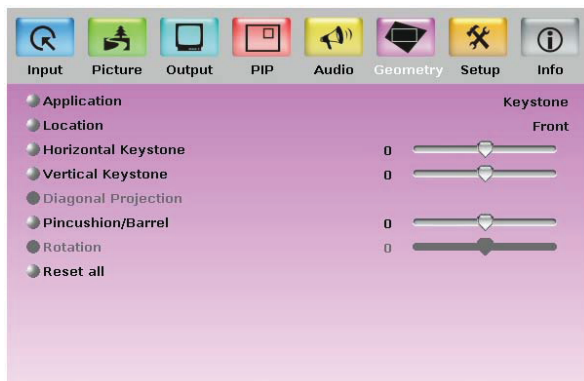 Input Picture Output PIP Audio Geometry Setup Info
Application Keystone
Location Front
Horizontal Keystone 0
Vertical Keystone 0
Diagonal Projection
Pincushion/Barrel 0
Rotation 0
Reset all